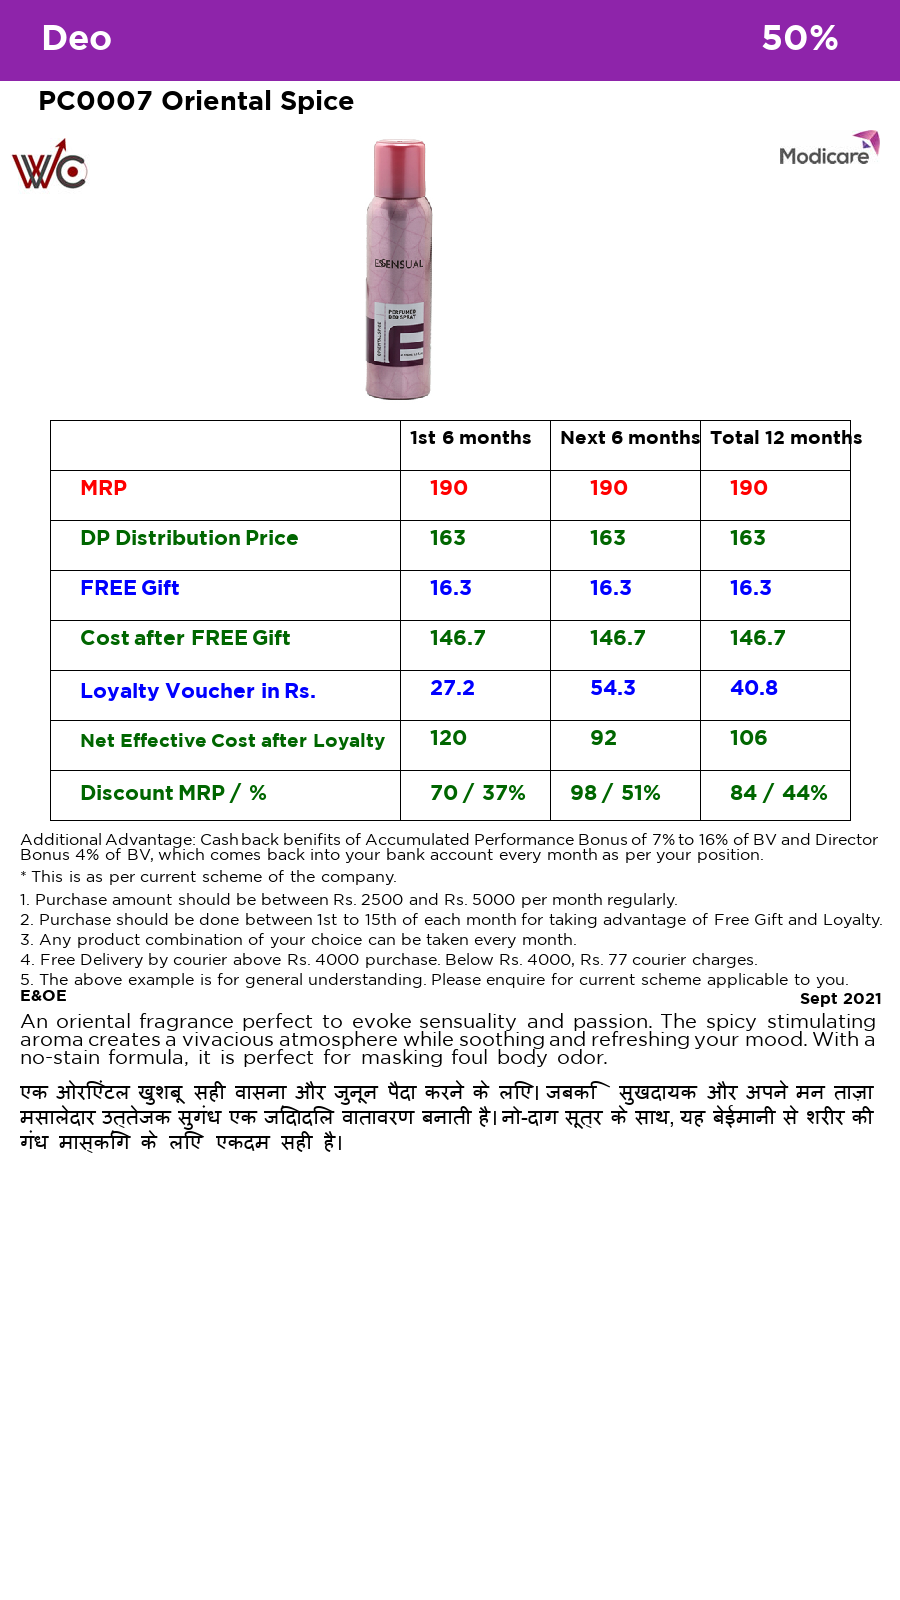 Deo 50%
PC0007 Oriental Spice
WC
Modicare
ESSENSUAL
PERFUMED
DEO SPRAY
ORIENTAL SPICE
1st 6 months Next 6 months Total 12 months
MRP 190 190 190
DP Distribution Price 163 163 163
FREE Gift 16.3 16.3 16.3
Cost after FREE Gift 146.7 146.7 146.7
Loyalty Voucher in Rs. 27.2 54.3 40.8
Net Effective Cost after Loyalty 120 92 106
Discount MRP / % 70 / 37% 98 / 51% 84 / 44%
Additional Advantage: Cashback benifits of Accumulated Performance Bonus of 7% to 16% of BV and Director
Bonus 4% of BV, which comes back into your bank account every month as per your position.
* This is as per current scheme of the company.
1. Purchase amount should be between Rs. 2500 and Rs. 5000 per month regularly.
2. Purchase should be done between 1st to 15th of each month for taking advantage of Free Gift and Loyalty.
3. Any product combination of your choice can be taken every month.
4. Free Delivery by courier above Rs. 4000 purchase. Below Rs. 4000, Rs. 77 courier charges.
5. The above example is for general understanding. Please enquire for current scheme applicable to you.
E&OE Sept 2021
An oriental fragrance perfect to evoke sensuality and passion. The spicy stimulating
aroma creates a vivacious atmosphere while soothing and refreshing your mood. With a
no-stain formula, it is perfect for masking foul body odor.
एक ओरिएंटल खुशबू सही वासना और जुनून पैदा करने के लिए। जबकि सुखदायक और अपने मन ताज़ा
मसालेदार उत्तेजक सुगंध एक जिंदादिल वातावरण बनाती है। नो-दाग सूत्र के साथ, यह बेईमानी से शरीर की
गंध मास्किंग के लिए एकदम सही है।